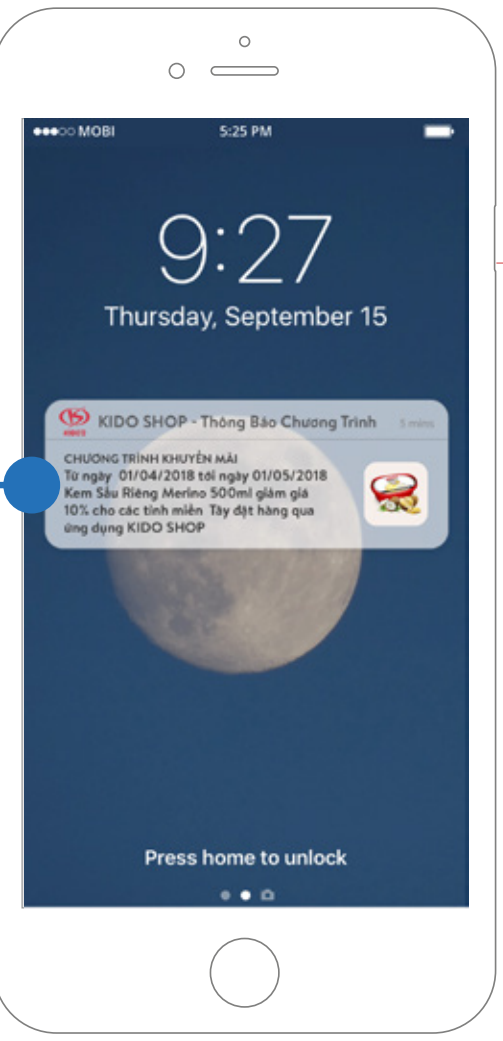 MOBI 5:25 PM
9:27
Thursday, September 15
KIDO SHOP - Thông Báo Chương Trình 5 mins
KIDO'S
CHƯƠNG TRÌNH KHUYẾN MÃI
Từ ngày 01/04/2018 tới ngày 01/05/2018
Kem Sầu Riêng Merino 500ml giảm giá
10% cho các tỉnh miền Tây đặt hàng qua
ứng dụng KIDO SHOP
Press home to unlock